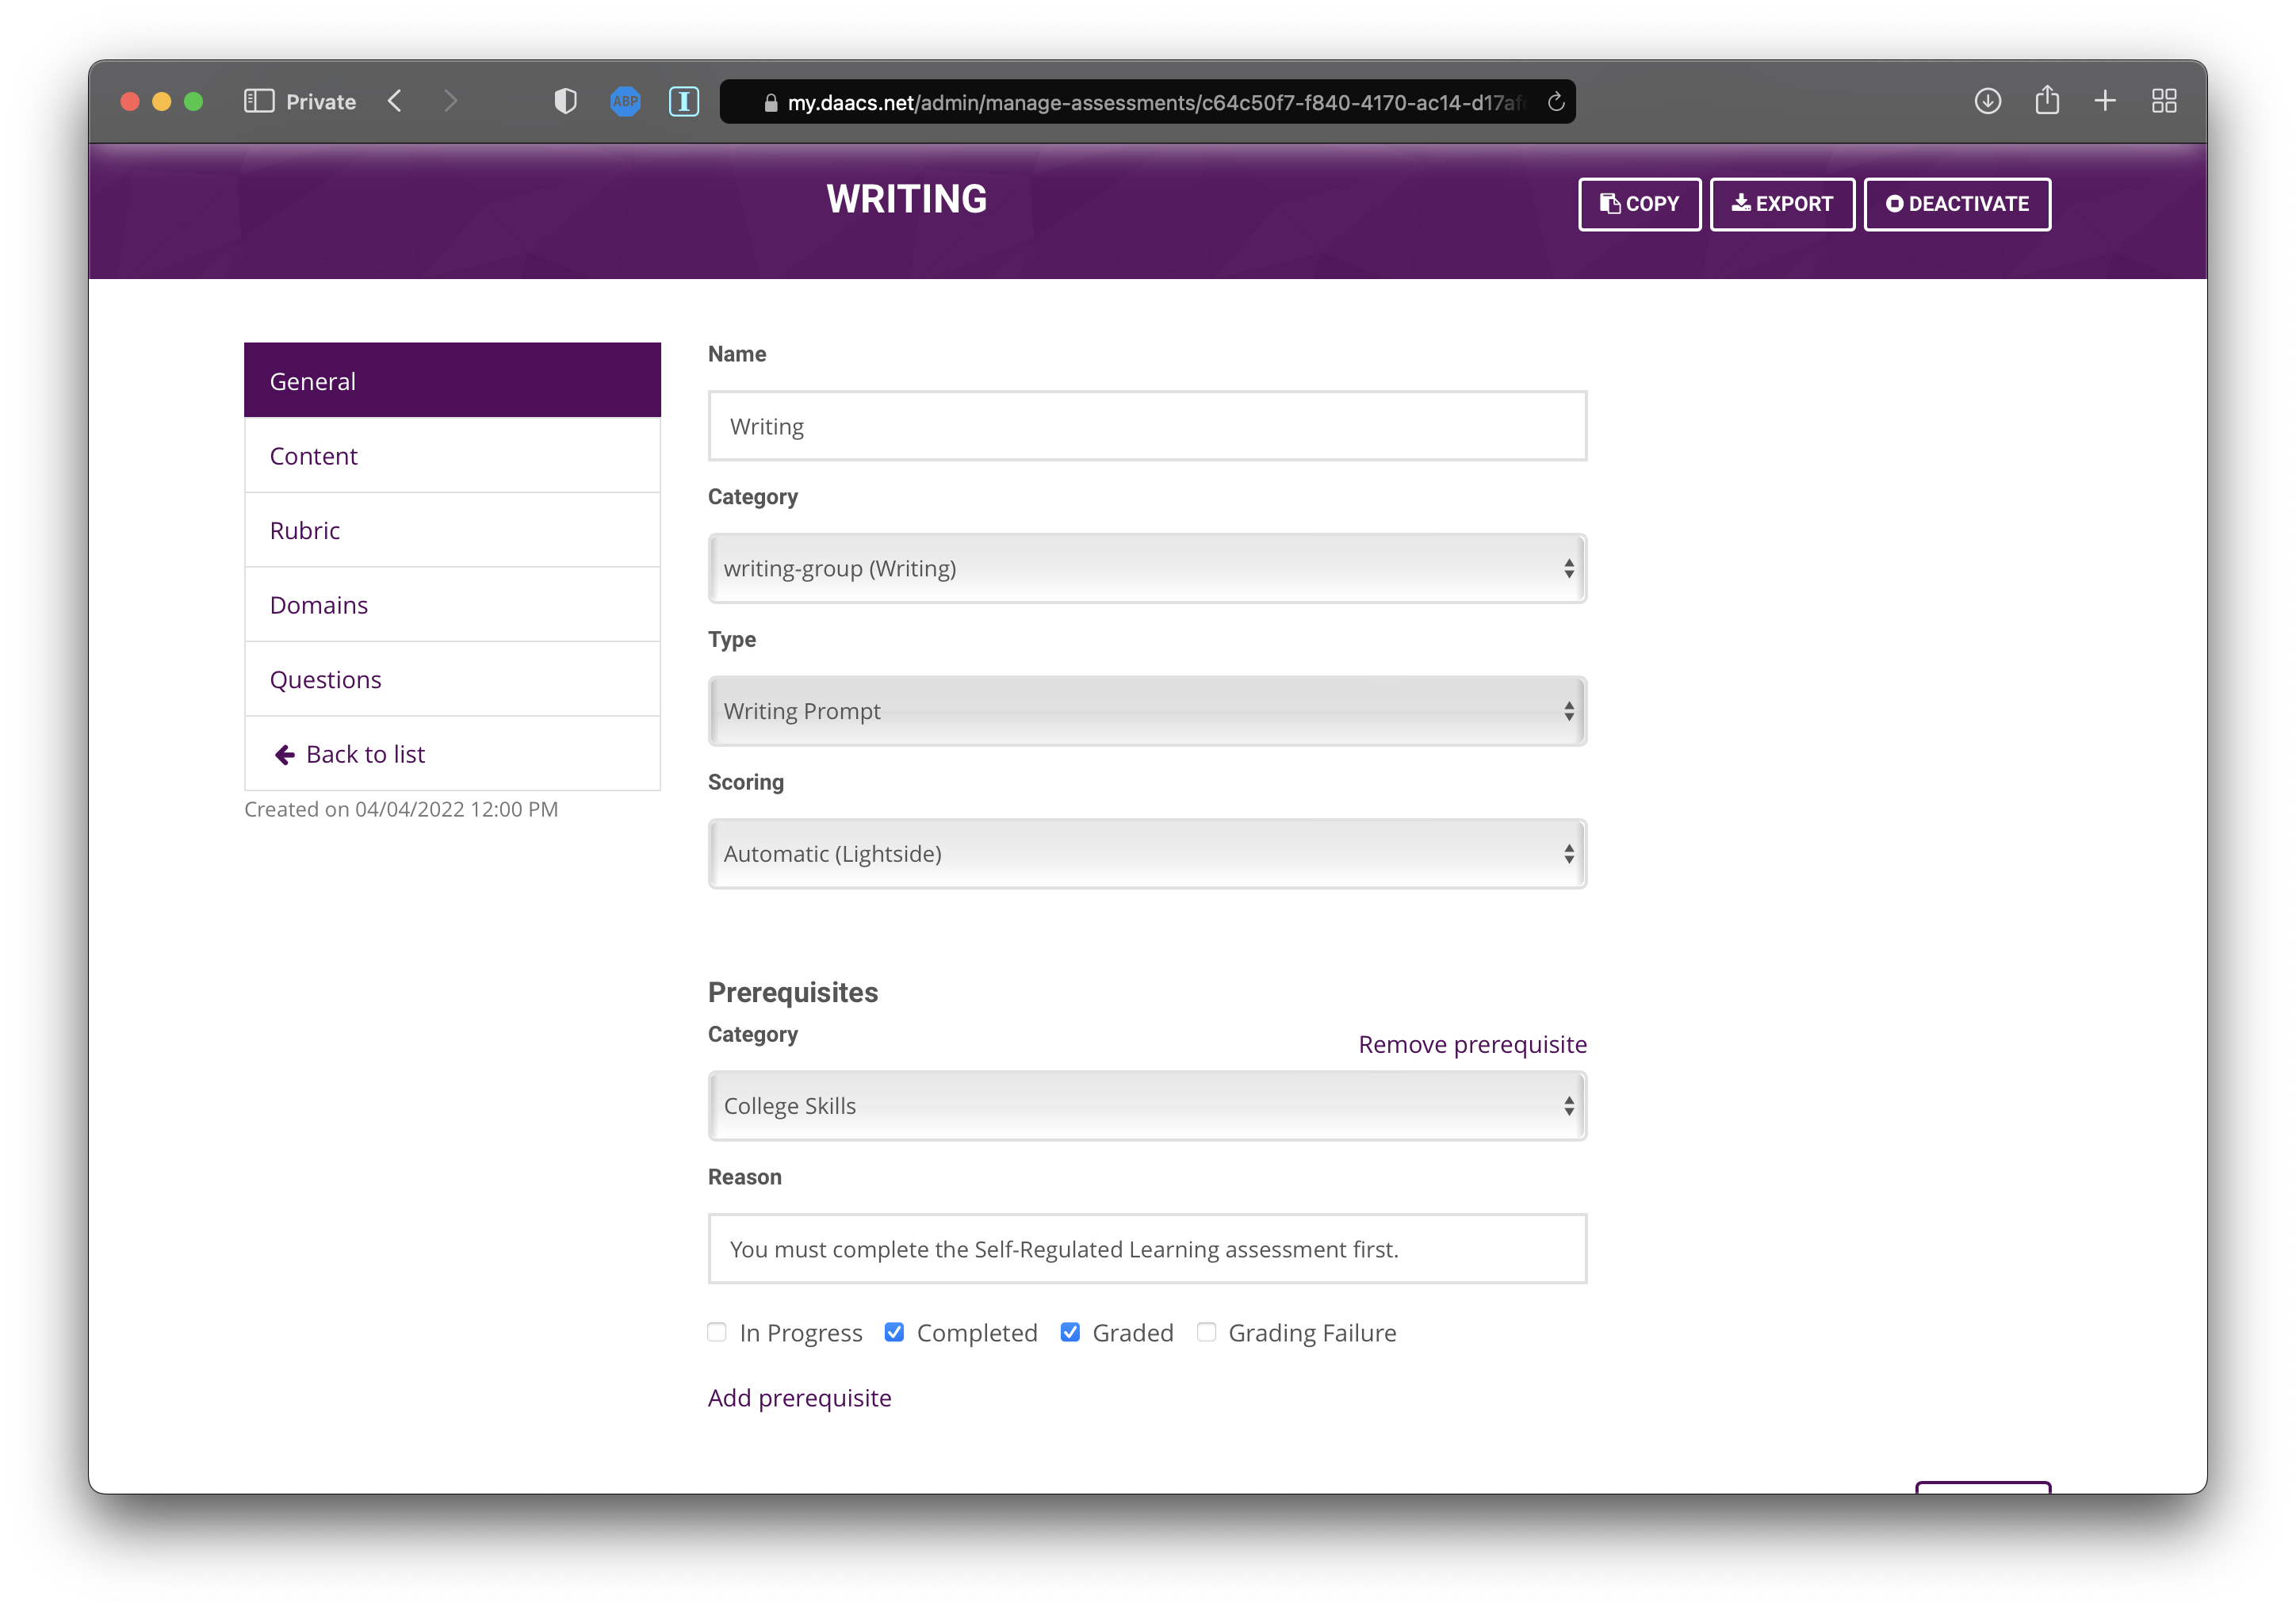 Private
ABP
I
my.daacs.net/admin/manage-assessments/c64c50f7-f840-4170-ac14-d17af
WRITING
COPY
EXPORT
DEACTIVATE
General
Content
Rubric
Domains
Questions
Back to list
Created on 04/04/2022 12:00 PM
Name
Writing
Category
writing-group (Writing)
Type
Writing Prompt
Scoring
Automatic (Lightside)
Prerequisites
Category
Remove prerequisite
College Skills
Reason
You must complete the Self-Regulated Learning assessment first.
In Progress Completed Graded Grading Failure
Add prerequisite